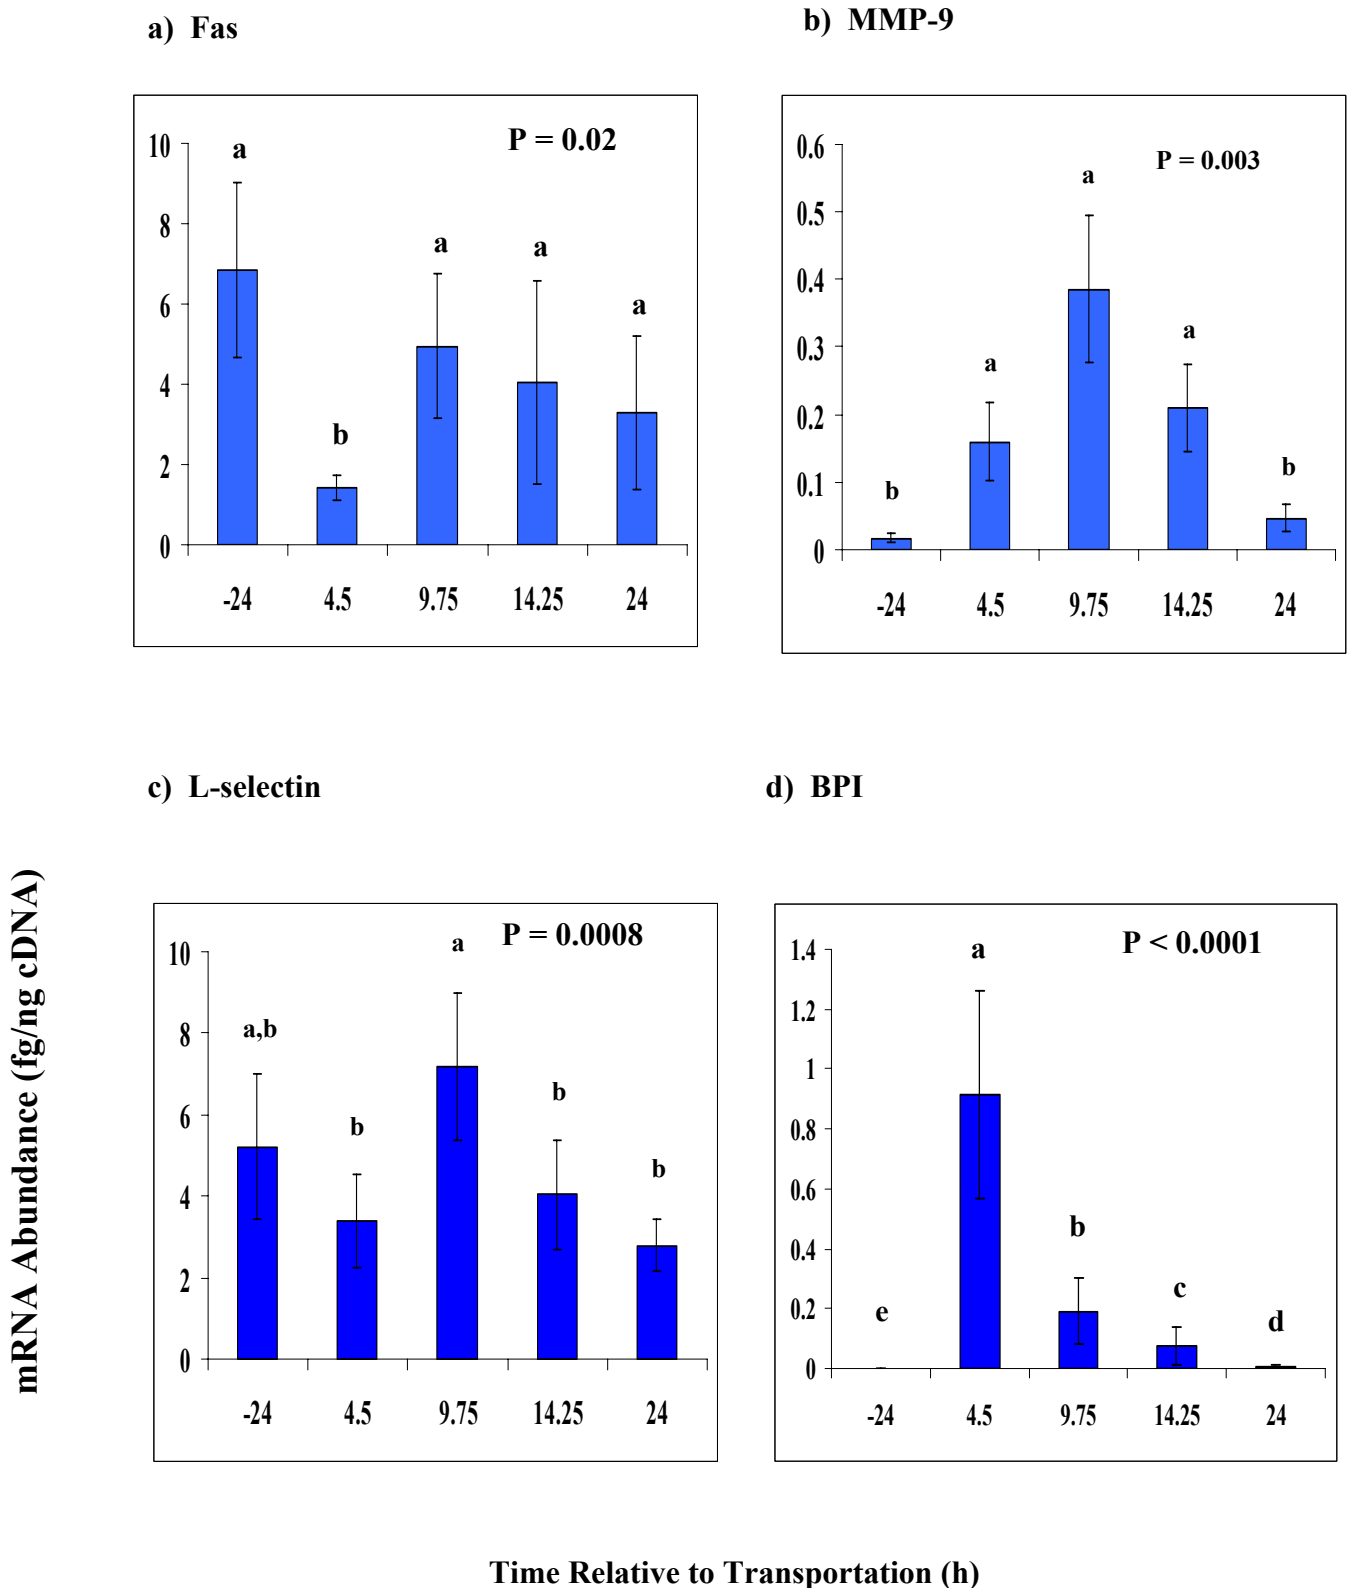 a) Fas
b) MMP-9
P = 0.02
10
8
6
4
2
0
a
b
a
a
a
-24 4.5 9.75 14.25 24
P = 0.003
0.6
0.5
0.4
0.3
0.2
0.1
0
b
a
a
a
b
-24 4.5 9.75 14.25 24
c) L-selectin
d) BPI
mRNA Abundance (fg/ng cDNA)
P = 0.0008
10
8
6
4
2
0
a,b
b
a
b
b
-24 4.5 9.75 14.25 24
P < 0.0001
1.4
1.2
1
0.8
0.6
0.4
0.2
0
e
a
b
c
d
-24 4.5 9.75 14.25 24
Time Relative to Transportation (h)